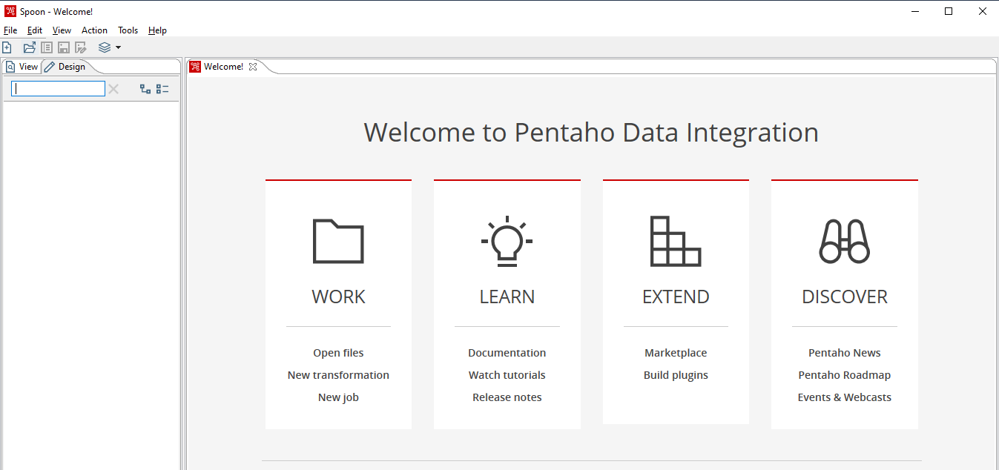 Spoon - Welcome!
File Edit View Action Tools Help
View Design
Welcome!
Welcome to Pentaho Data Integration
WORK
Open files
New transformation
New job
LEARN
Documentation
Watch tutorials
Release notes
EXTEND
Marketplace
Build plugins
DISCOVER
Pentaho News
Pentaho Roadmap
Events & Webcasts